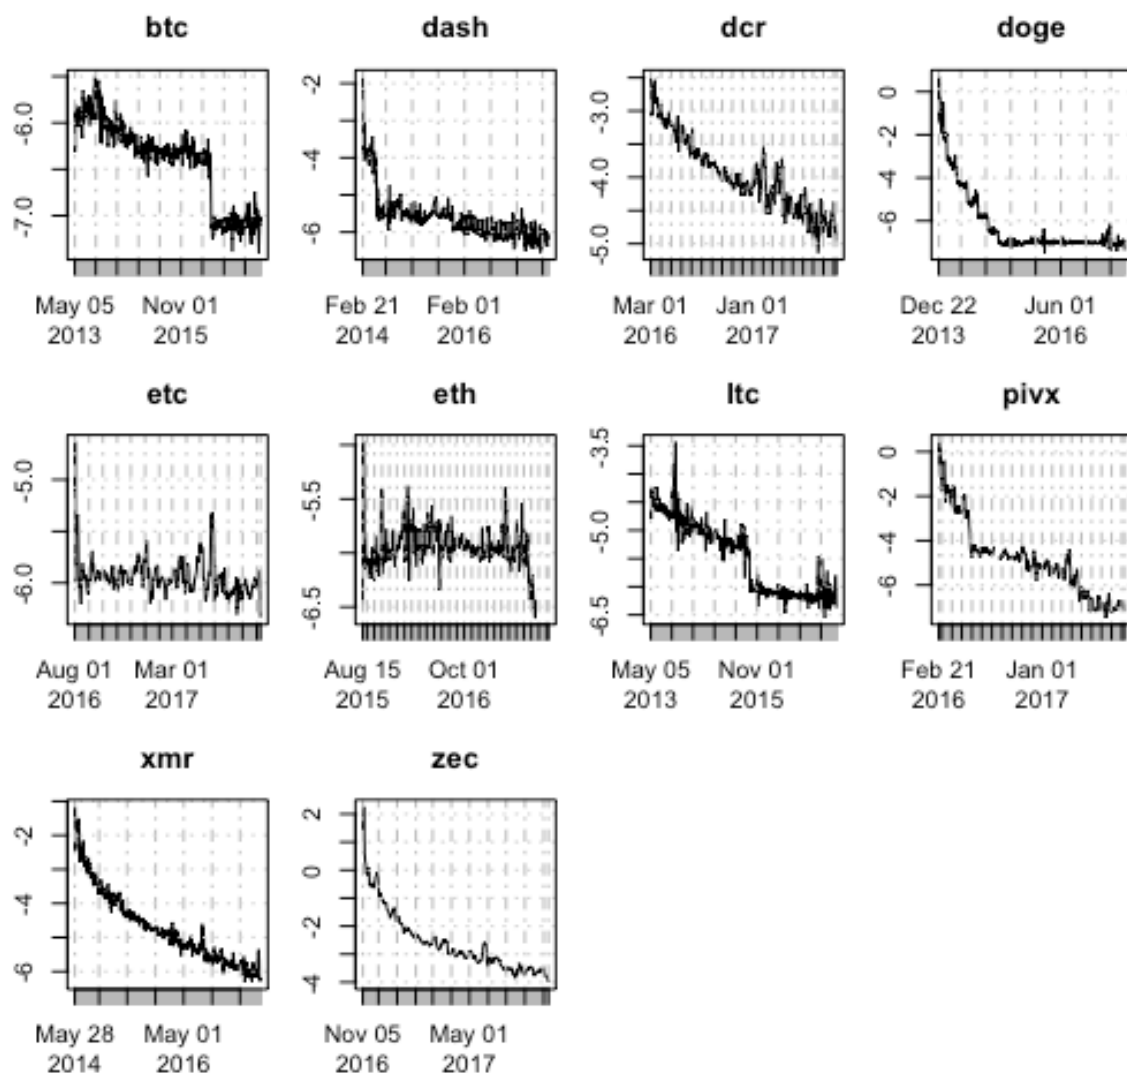 btc
-6.0
-7.0
May 05 Nov 01
2013 2015
dash
-2
-4
-6
Feb 21 Feb 01
2014 2016
dcr
-3.0
-4.0
-5.0
Mar 01 Jan 01
2016 2017
doge
0
-2
-4
-6
Dec 22 Jun 01
2013 2016
etc
-5.0
-6.0
Aug 01 Mar 01
2016 2017
eth
-5.5
-6.5
Aug 15 Oct 01
2015 2016
ltc
-3.5
-5.0
-6.5
May 05 Nov 01
2013 2015
pivx
0
-2
-4
-6
Feb 21 Jan 01
2016 2017
xmr
-2
-4
-6
May 28 May 01
2014 2016
zec
2
0
-2
-4
Nov 05 May 01
2016 2017